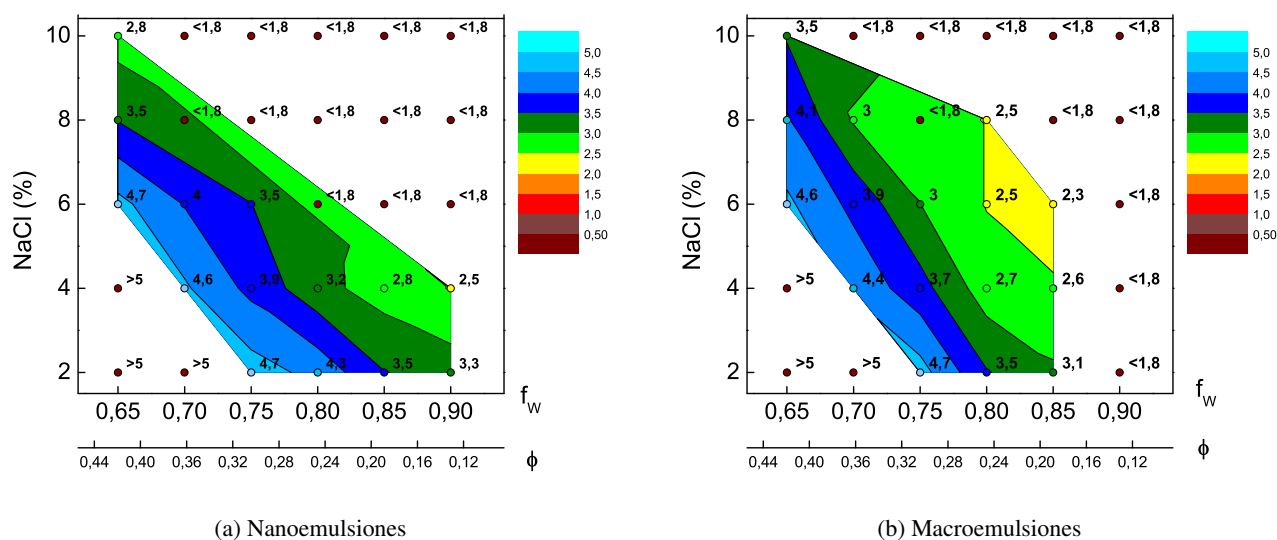 10 2,8 <1,8 <1,8 <1,8 <1,8 <1,8
8 3,5 <1,8 <1,8 <1,8 <1,8 <1,8
6 4,7 4 3,5 <1,8 <1,8 <1,8
4 >5 4,6 3,9 3,2 2,8 2,5
2 >5 >5 4,7 4,3 3,5 3,3
NaCl (%)
0,65 0,70 0,75 0,80 0,85 0,90
fw
0,44 0,40 0,36 0,32 0,28 0,24 0,20 0,16 0,12
ϕ
5,0
4,5
4,0
3,5
3,0
2,5
2,0
1,5
1,0
0,50
(a) Nanoemulsiones
10 3,5 <1,8 <1,8 <1,8 <1,8 <1,8
8 4,1 3 <1,8 2,5 <1,8 <1,8
6 4,6 3,9 3 2,5 2,3 <1,8
4 >5 4,4 3,7 2,7 2,6 <1,8
2 >5 >5 4,7 3,5 3,1 <1,8
NaCl (%)
0,65 0,70 0,75 0,80 0,85 0,90
fw
0,44 0,40 0,36 0,32 0,28 0,24 0,20 0,16 0,12
ϕ
5,0
4,5
4,0
3,5
3,0
2,5
2,0
1,5
1,0
0,50
(b) Macroemulsiones